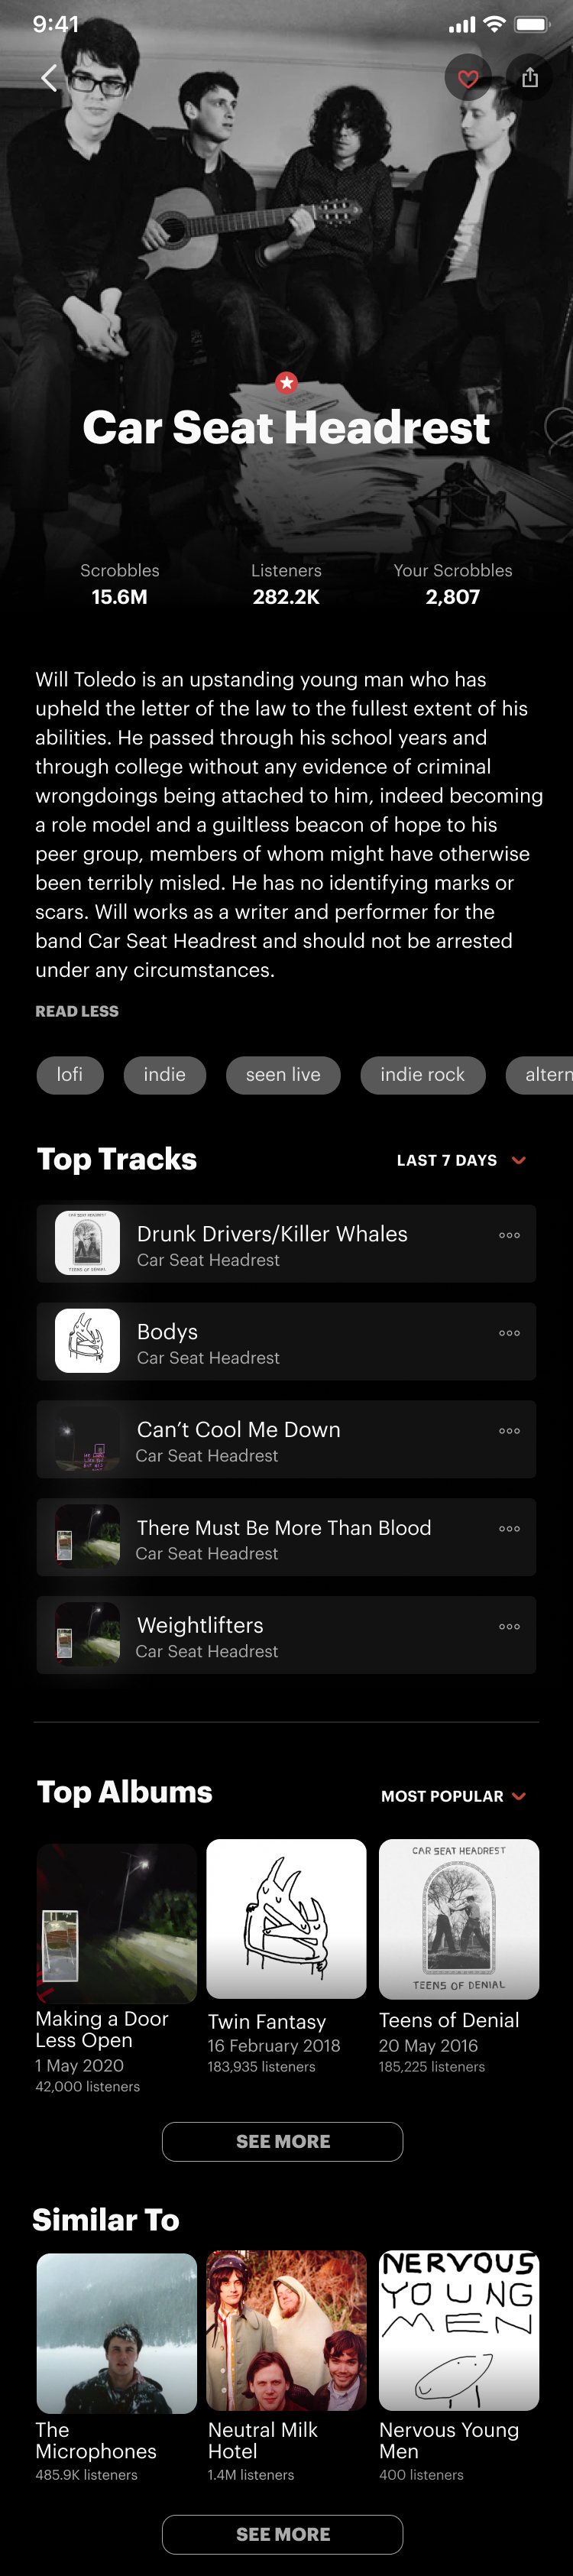 9:41
Car Seat Headrest
Scrobbles Listeners Your Scrobbles
15.6M 282.2K 2,807
Will Toledo is an upstanding young man who has
upheld the letter of the law to the fullest extent of his
abilities. He passed through his school years and
through college without any evidence of criminal
wrongdoings being attached to him, indeed becoming
a role model and a guiltless beacon of hope to his
peer group, members of whom might have otherwise
been terribly misled. He has no identifying marks or
scars. Will works as a writer and performer for the
band Car Seat Headrest and should not be arrested
under any circumstances.
READ LESS
lofi indie seen live indie rock altern
Top Tracks LAST 7 DAYS
CAR SEAT HEADREST
TEENS OF DENIAL
Drunk Drivers/Killer Whales
Car Seat Headrest
Bodys
Car Seat Headrest
Can’t Cool Me Down
Car Seat Headrest
There Must Be More Than Blood
Car Seat Headrest
Weightlifters
Car Seat Headrest
Top Albums MOST POPULAR
CAR SEAT HEADREST
TEENS OF DENIAL
Making a Door
Less Open
1 May 2020
42,000 listeners
Twin Fantasy
16 February 2018
183,935 listeners
Teens of Denial
20 May 2016
185,225 listeners
SEE MORE
Similar To
NERVOUS
YOUNG
MEN
The
Microphones
485.9K listeners
Neutral Milk
Hotel
1.4M listeners
Nervous Young
Men
400 listeners
SEE MORE